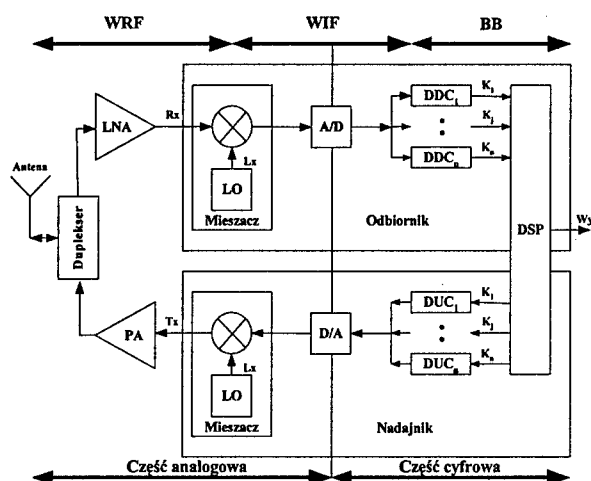 WRF WIF BB
LNA
Rx
Lx
LO
Mieszacz
A/D
DDC₁
DDCₙ
K₁
Kⱼ
Kₙ
Odbiornik
Antena
Duplekser
DSP
Wy
PA
Tx
Lx
LO
Mieszacz
D/A
DUC₁
DUCₙ
K₁
Kⱼ
Kₙ
Nadajnik
Część analogowa Część cyfrowa